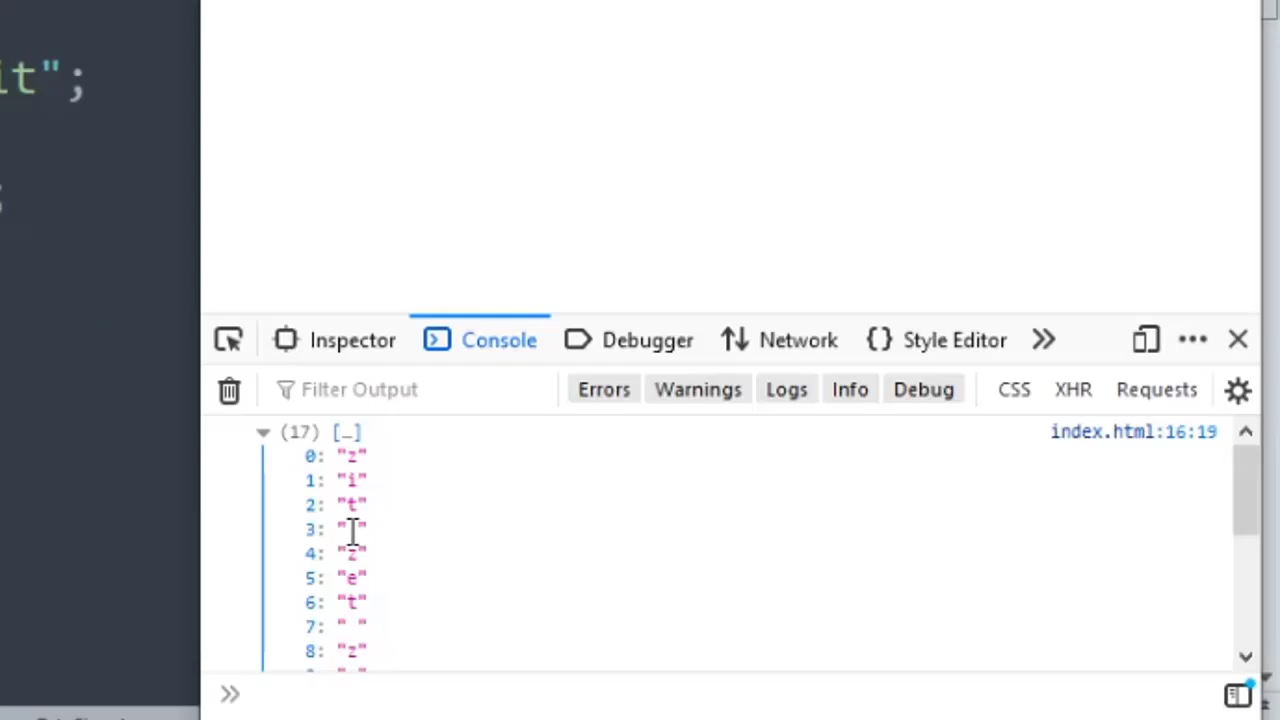 it";
;
Inspector Console Debugger Network {} Style Editor
Filter Output Errors Warnings Logs Info Debug CSS XHR Requests
(17) […] index.html:16:19
0: "z"
1: "i"
2: "t"
3: " "
4: "z"
5: "e"
6: "t"
7: " "
8: "z"